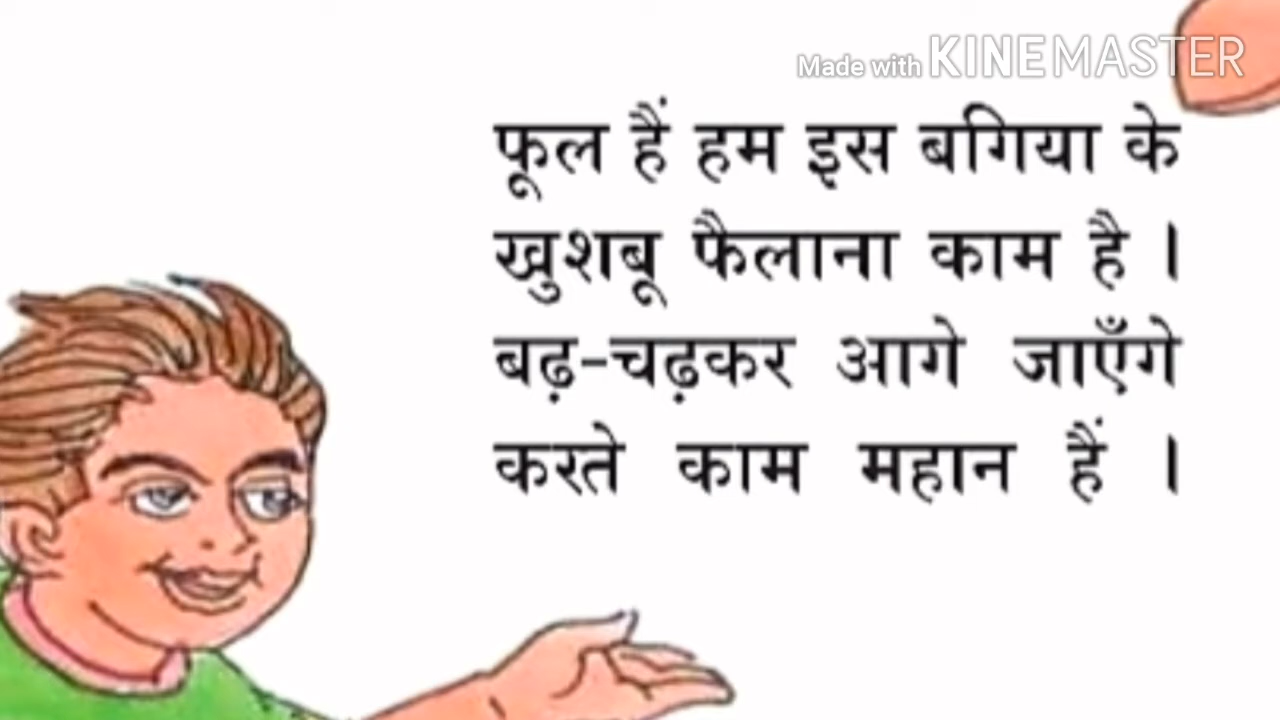 Made with KINEMASTER
फूल हैं हम इस बगिया के
खुशबू फैलाना काम है ।
बढ़-चढ़कर आगे जाएँगे
करते काम महान हैं ।